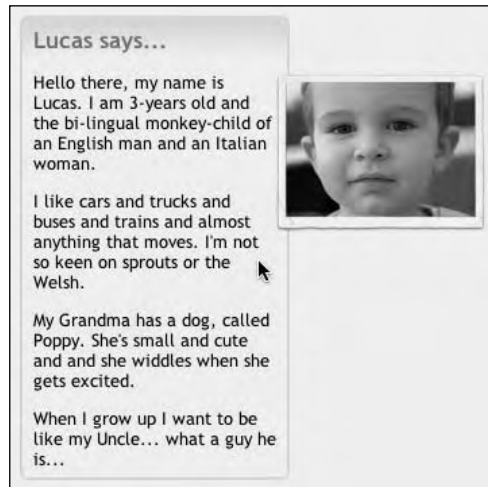 Lucas says...
Hello there, my name is
Lucas. I am 3-years old and
the bi-lingual monkey-child of
an English man and an Italian
woman.
I like cars and trucks and
buses and trains and almost
anything that moves. I'm not
so keen on sprouts or the
Welsh.
My Grandma has a dog, called
Poppy. She's small and cute
and and she widdles when she
gets excited.
When I grow up I want to be
like my Uncle... what a guy he
is...